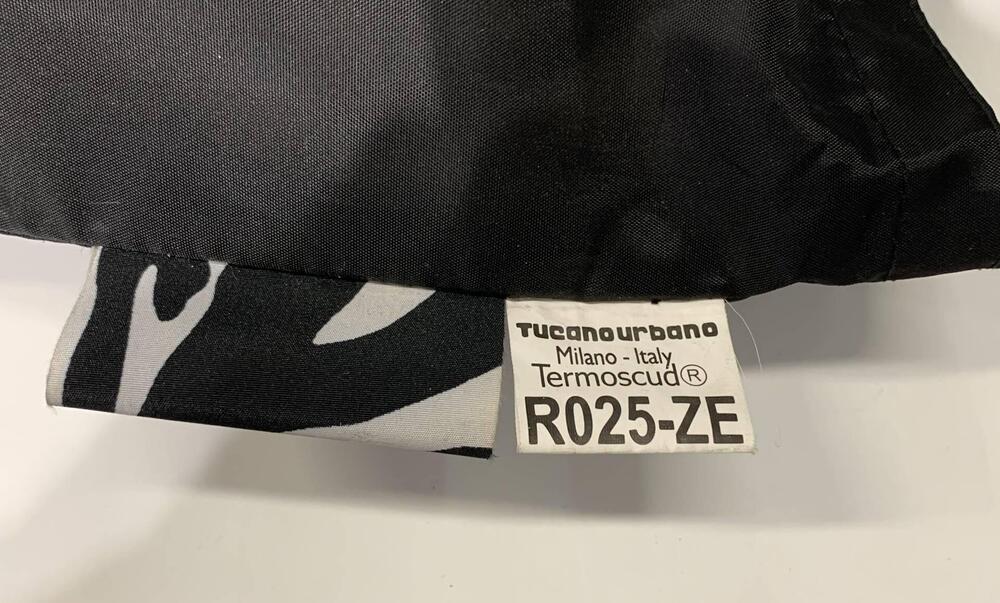 Tucanourbano
Milano - Italy
Termoscud®
R025-ZE